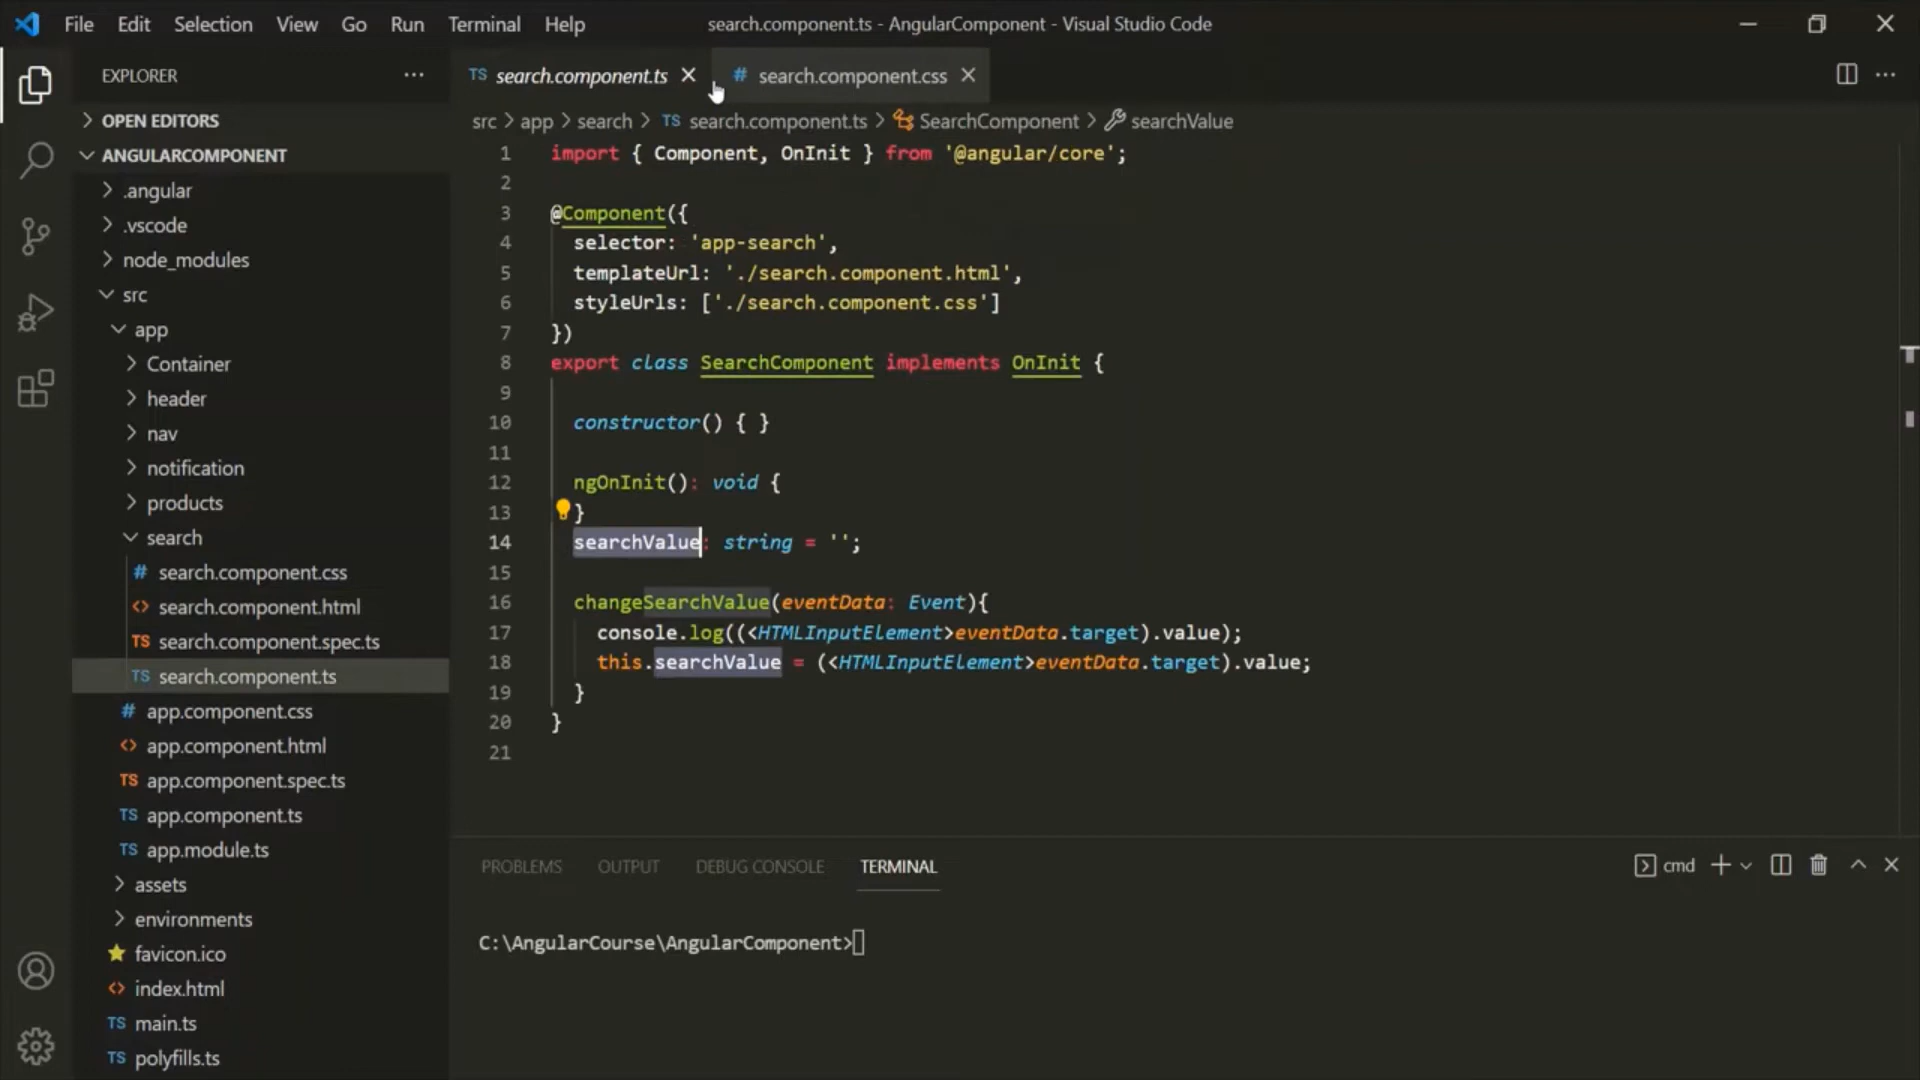 File Edit Selection View Go Run Terminal Help search.component.ts - AngularComponent - Visual Studio Code
EXPLORER
OPEN EDITORS
ANGULARCOMPONENT
.angular
.vscode
node_modules
src
app
Container
header
nav
notification
products
search
# search.component.css
<> search.component.html
TS search.component.spec.ts
TS search.component.ts
# app.component.css
<> app.component.html
TS app.component.spec.ts
TS app.component.ts
TS app.module.ts
assets
environments
favicon.ico
<> index.html
TS main.ts
TS polyfills.ts
TS search.component.ts # search.component.css
src > app > search > TS search.component.ts > SearchComponent > searchValue
1 import { Component, OnInit } from '@angular/core';
2
3 @Component({
4 selector: 'app-search',
5 templateUrl: './search.component.html',
6 styleUrls: ['./search.component.css']
7 })
8 export class SearchComponent implements OnInit {
9
10 constructor() { }
11
12 ngOnInit(): void {
13 }
14 searchValue: string = '';
15
16 changeSearchValue(eventData: Event){
17 console.log((<HTMLInputElement>eventData.target).value);
18 this.searchValue = (<HTMLInputElement>eventData.target).value;
19 }
20 }
21
PROBLEMS OUTPUT DEBUG CONSOLE TERMINAL cmd
C:\AngularCourse\AngularComponent>